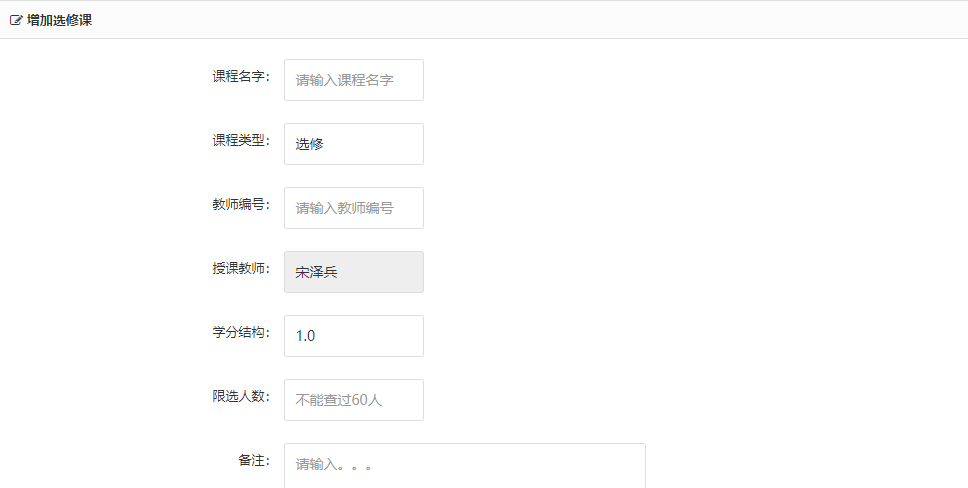 增加选修课
课程名字： 请输入课程名字
课程类型： 选修
教师编号： 请输入教师编号
授课教师： 宋泽兵
学分结构： 1.0
限选人数： 不能查过60人
备注： 请输入。。。